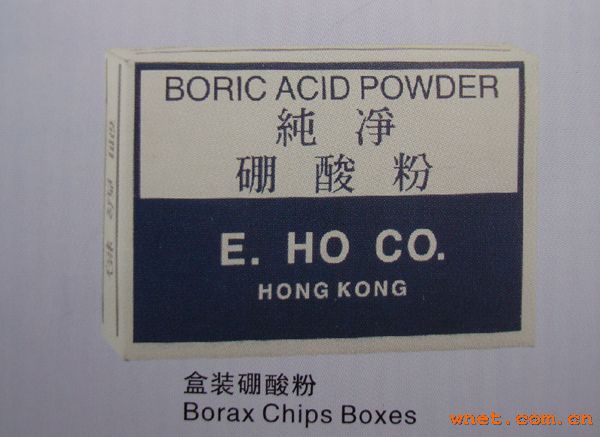 BORIC ACID POWDER
純 淨
硼 酸 粉
E. HO CO.
HONG KONG
盒装硼酸粉
Borax Chips Boxes
wnet.com.cn